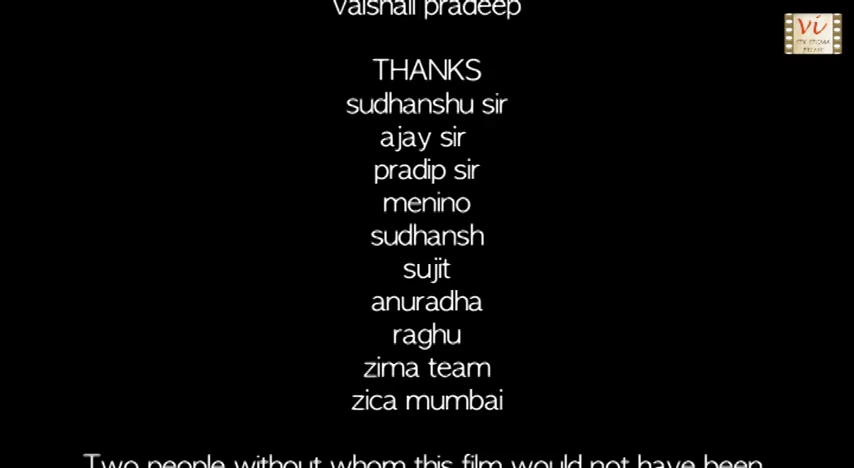 vaishali pradeep
THANKS
sudhanshu sir
ajay sir
pradip sir
menino
sudhansh
sujit
anuradha
raghu
zima team
zica mumbai
Two people without whom this film would not have been
vi